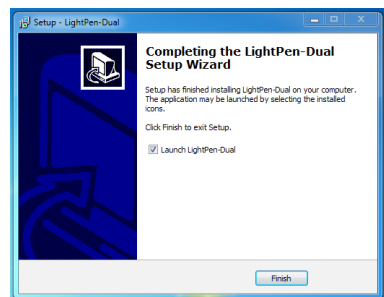 Setup - LightPen-Dual
Completing the LightPen-Dual
Setup Wizard
Setup has finished installing LightPen-Dual on your computer.
The application may be launched by selecting the installed
icons.
Click Finish to exit Setup.
Launch LightPen-Dual
Finish